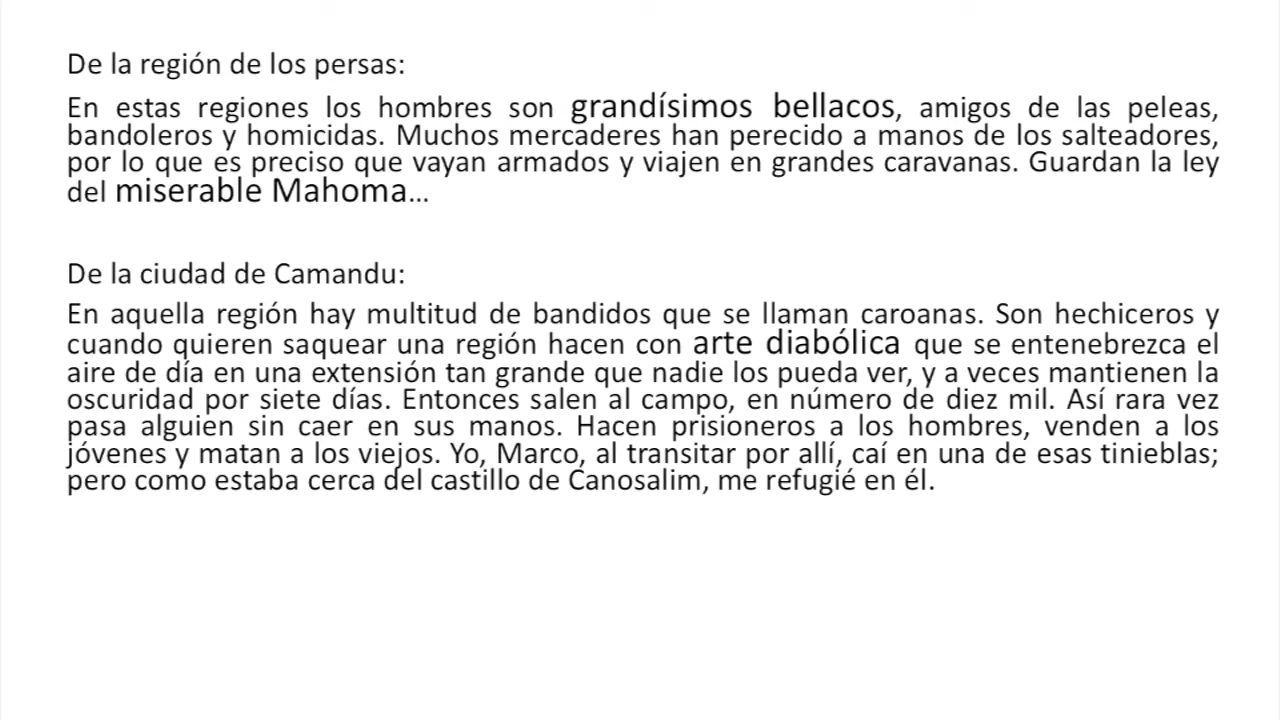 De la región de los persas:
En estas regiones los hombres son grandísimos bellacos, amigos de las peleas,
bandoleros y homicidas. Muchos mercaderes han perecido a manos de los salteadores,
por lo que es preciso que vayan armados y viajen en grandes caravanas. Guardan la ley
del miserable Mahoma...
De la ciudad de Camandu:
En aquella región hay multitud de bandidos que se llaman caroanas. Son hechiceros y
cuando quieren saquear una región hacen con arte diabólica que se entenebrezca el
aire de día en una extensión tan grande que nadie los pueda ver, y a veces mantienen la
oscuridad por siete días. Entonces salen al campo, en número de diez mil. Así rara vez
pasa alguien sin caer en sus manos. Hacen prisioneros a los hombres, venden a los
jóvenes y matan a los viejos. Yo, Marco, al transitar por allí, caí en una de esas tinieblas;
pero como estaba cerca del castillo de Canosalim, me refugié en él.